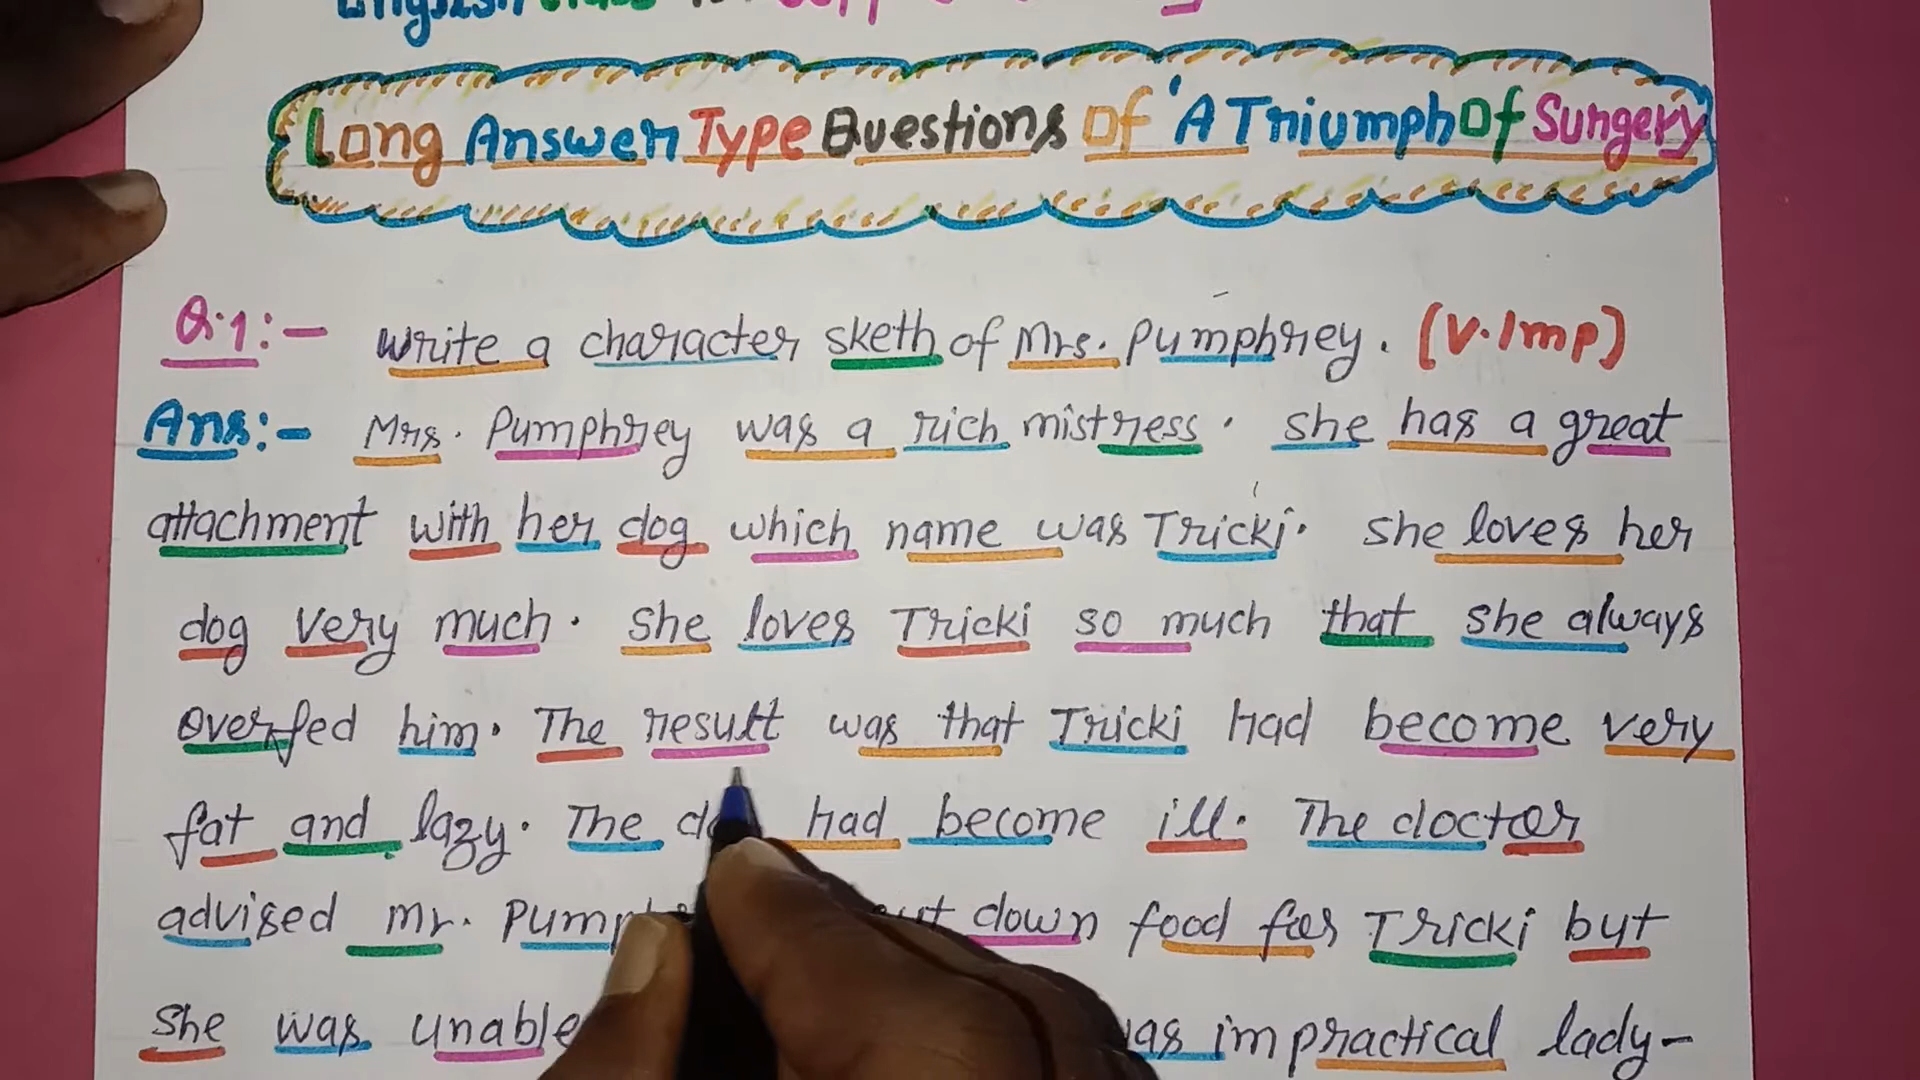 English Class 10
Long Answer Type Questions Of 'A Triumph Of Surgery
Q.1:- Write a character sketh of Mrs. Pumphrey. (V.Imp)
Ans:- Mrs. Pumphrey was a rich mistress. she has a great
attachment with her dog which name was Tricki. she loves her
dog very much. she loves Tricki so much that she always
overfed him. The result was that Tricki had become very
fat and lazy. The had become ill. The doctor
advised mr. down food for Tricki but
she was unable impractical lady-